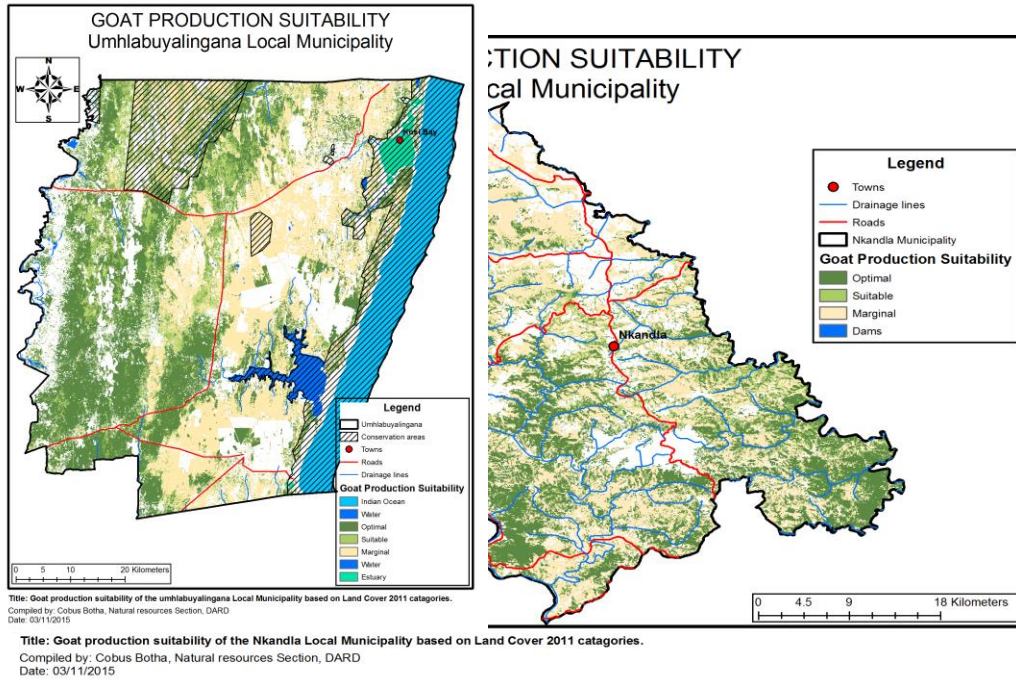 GOAT PRODUCTION SUITABILITY
Umhlabuyalingana Local Municipality
N
W E
S
Kosi Bay
Legend
Umhlabuyalingana
Conservation areas
Towns
Roads
Drainage lines
Goat Production Suitability
Indian Ocean
Water
Optimal
Suitable
Marginal
Water
Estuary
0 5 10 20 Kilometers
Title: Goat production suitability of the umhlabuyalingana Local Municipality based on Land Cover 2011 catagories.
Compiled by: Cobus Botha, Natural resources Section, DARD
Date: 03/11/2015
CTION SUITABILITY
cal Municipality
Nkandla
Legend
Towns
Drainage lines
Roads
Nkandla Municipality
Goat Production Suitability
Optimal
Suitable
Marginal
Dams
0 4.5 9 18 Kilometers
Title: Goat production suitability of the Nkandla Local Municipality based on Land Cover 2011 catagories.
Compiled by: Cobus Botha, Natural resources Section, DARD
Date: 03/11/2015